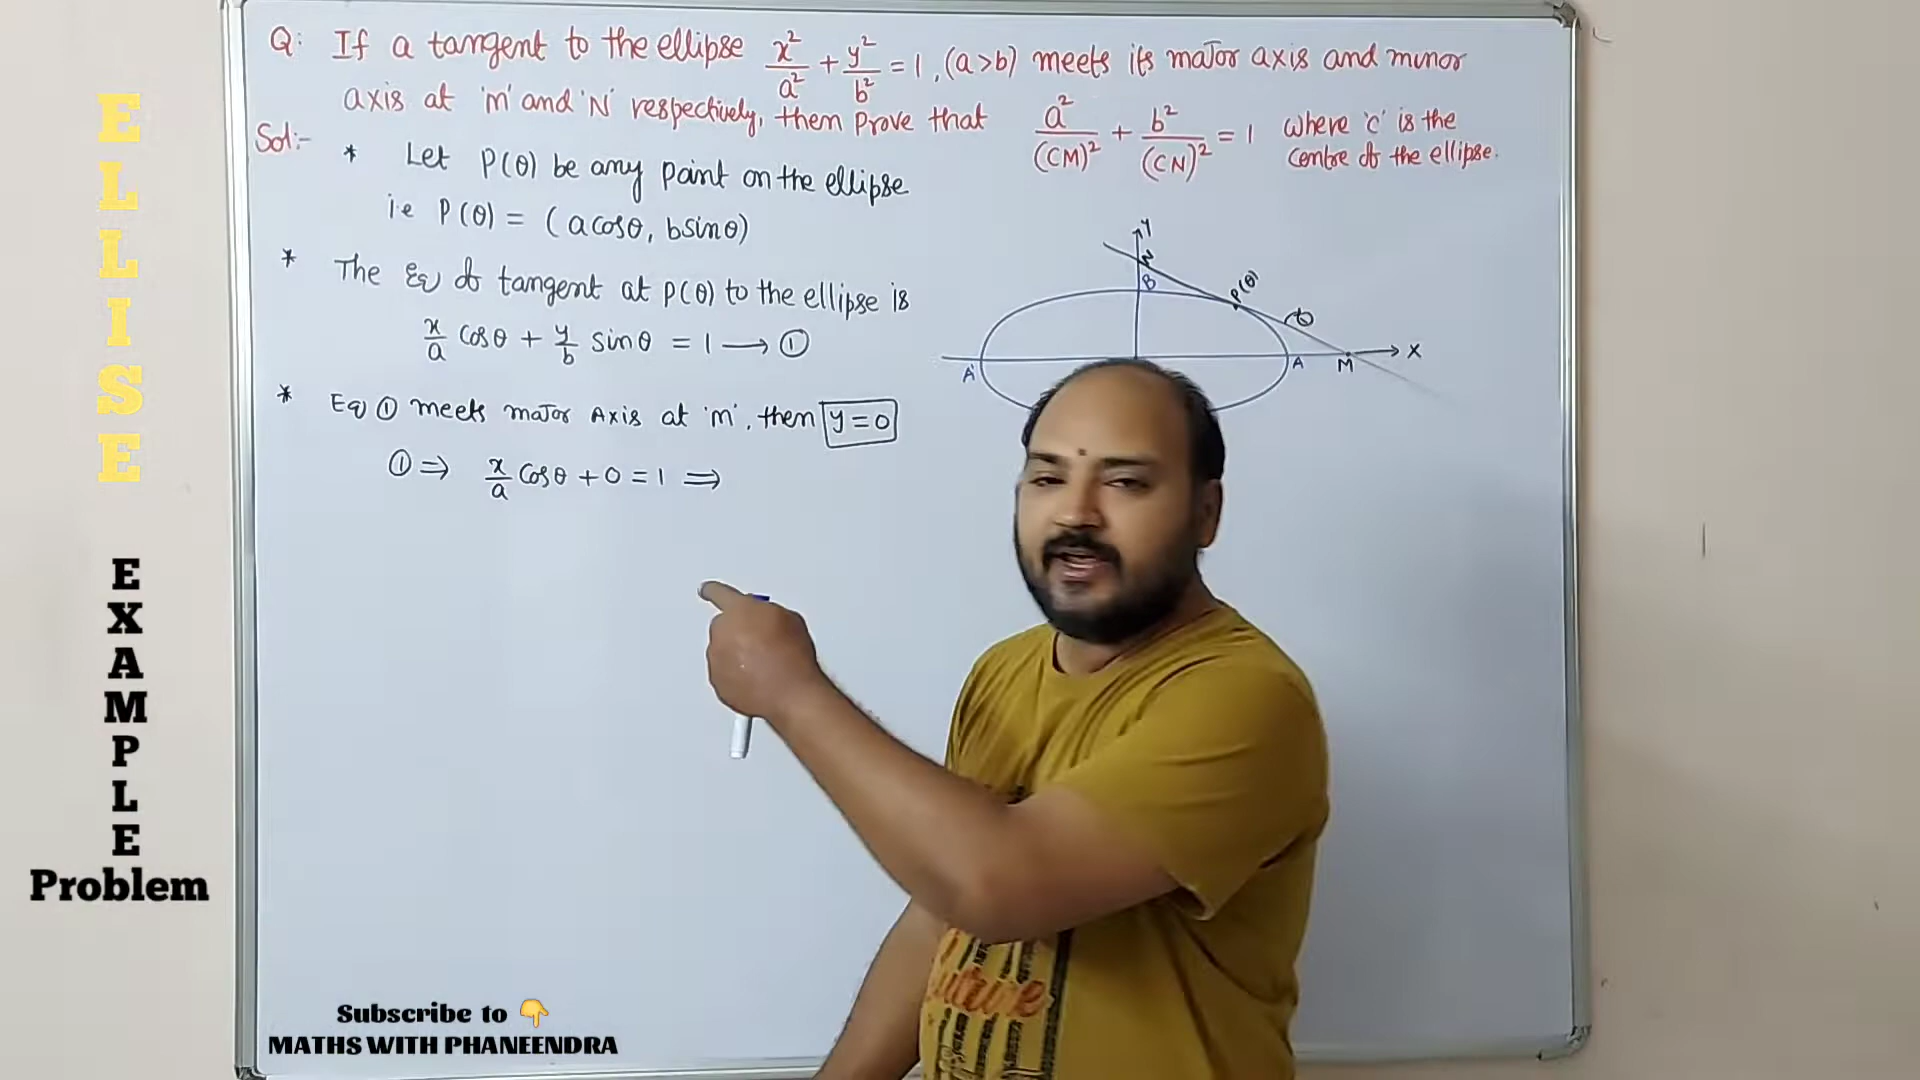 Q: If a tangent to the ellipse x²/a² + y²/b² = 1, (a>b) meets its major axis and minor
axis at 'M' and 'N' respectively, then Prove that a²/(CM)² + b²/(CN)² = 1 where 'c' is the
centre of the ellipse.
Sol:-
* Let P(θ) be any point on the ellipse
i.e P(θ) = (acosθ, bsinθ)
* The Eq of tangent at P(θ) to the ellipse is
x/a cosθ + y/b sinθ = 1 → ①
* Eq ① meets major Axis at 'M', then y=0
① ⇒ x/a cosθ + 0 = 1 ⇒
Y
N
B
P(θ)
①
A'
A
M
X
ELLISE
EXAMPLE
Problem
Subscribe to 👇
MATHS WITH PHANEENDRA